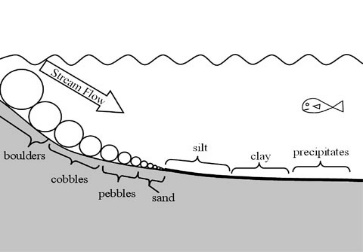 Stream Flow
boulders
cobbles
pebbles
sand
silt
clay
precipitates